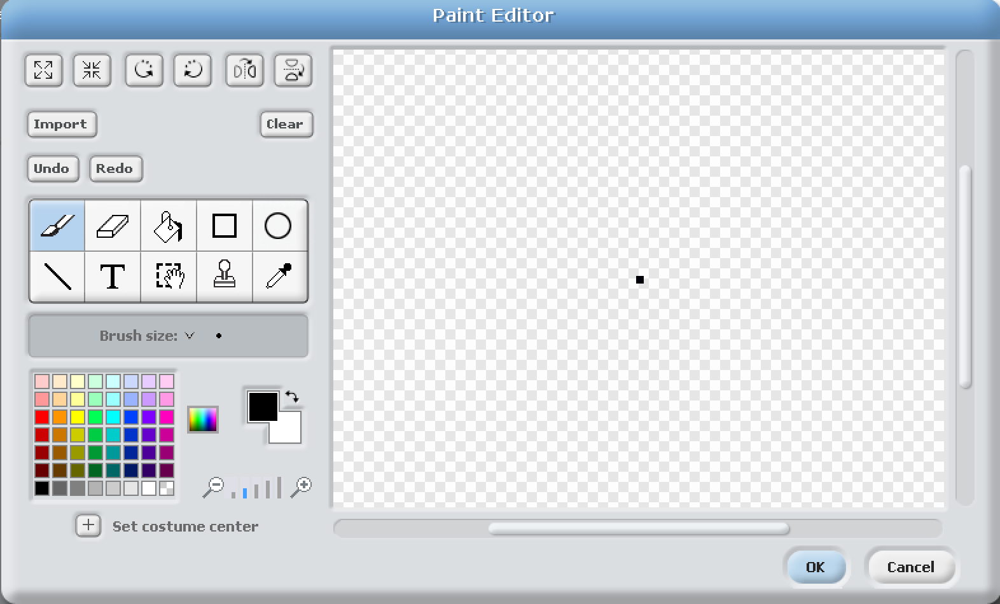 Paint Editor
Import
Clear
Undo
Redo
T
Brush size:
Set costume center
OK
Cancel